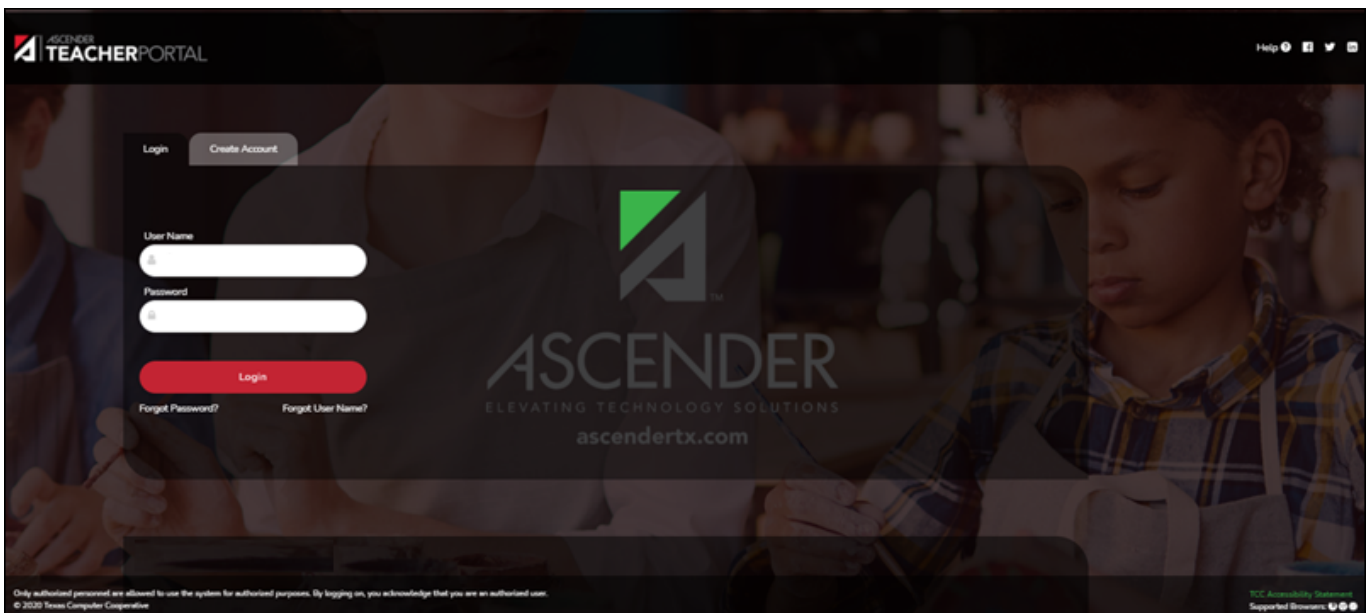 ASCENDER
TEACHERPORTAL
Help
Login
Create Account
User Name
Password
Login
Forgot Password?
Forgot User Name?
ASCENDER
ELEVATING TECHNOLOGY SOLUTIONS
ascendertx.com
TM
Only authorized personnel are allowed to use the system for authorized purposes. By logging on, you acknowledge that you are an authorized user.
© 2020 Texas Computer Cooperative
TCC Accessibility Statement
Supported Browsers: